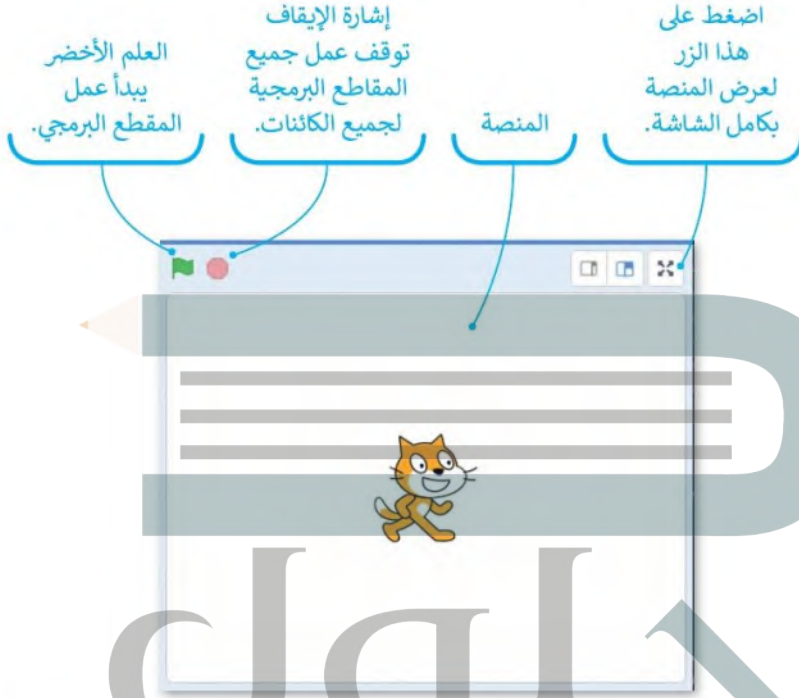 اضغط على
هذا الزر
لعرض المنصة
بكامل الشاشة.
المنصة
إشارة الإيقاف
توقف عمل جميع
المقاطع البرمجية
لجميع الكائنات.
العلم الأخضر
يبدأ عمل
المقطع البرمجي.
حلول